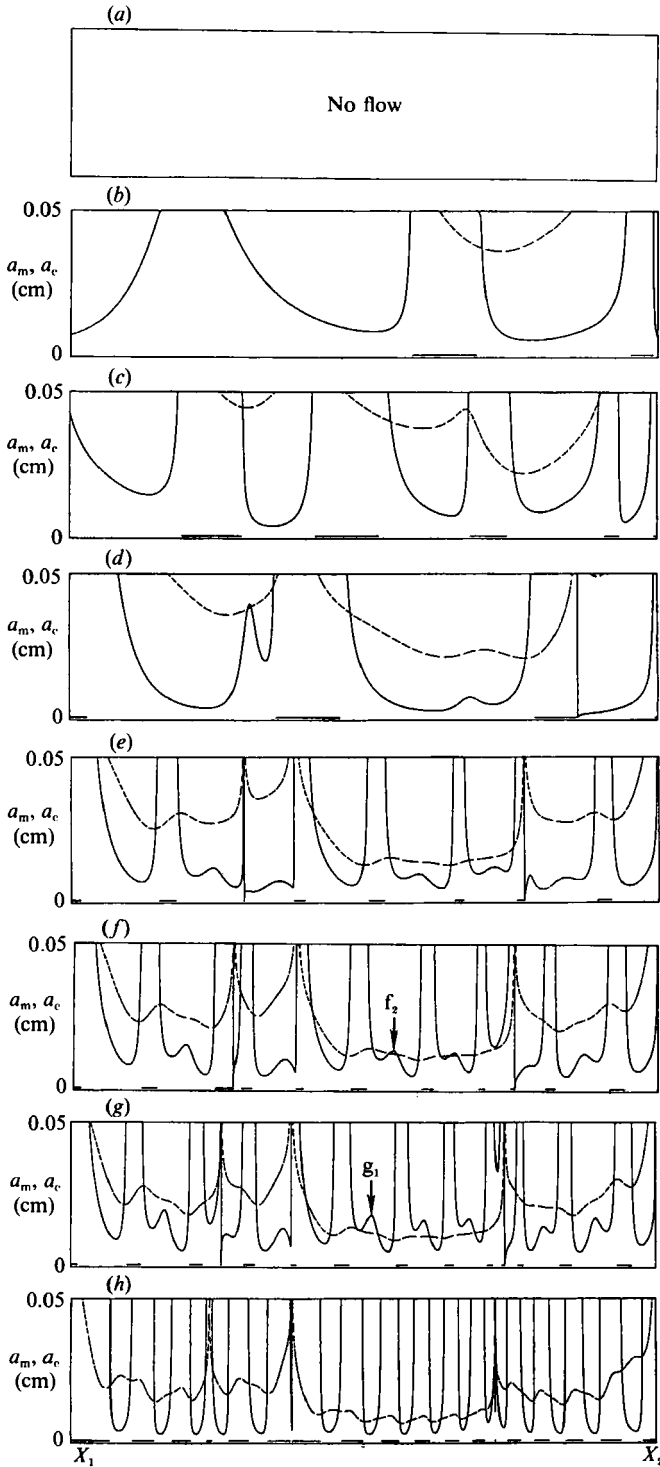 (a)
No flow
(b)
0.05
a_m, a_c
(cm)
0
(c)
0.05
a_m, a_c
(cm)
0
(d)
0.05
a_m, a_c
(cm)
0
(e)
0.05
a_m, a_c
(cm)
0
(f)
0.05
a_m, a_c
(cm)
f_2
0
(g)
0.05
a_m, a_c
(cm)
g_1
0
(h)
0.05
a_m, a_c
(cm)
0
X_1